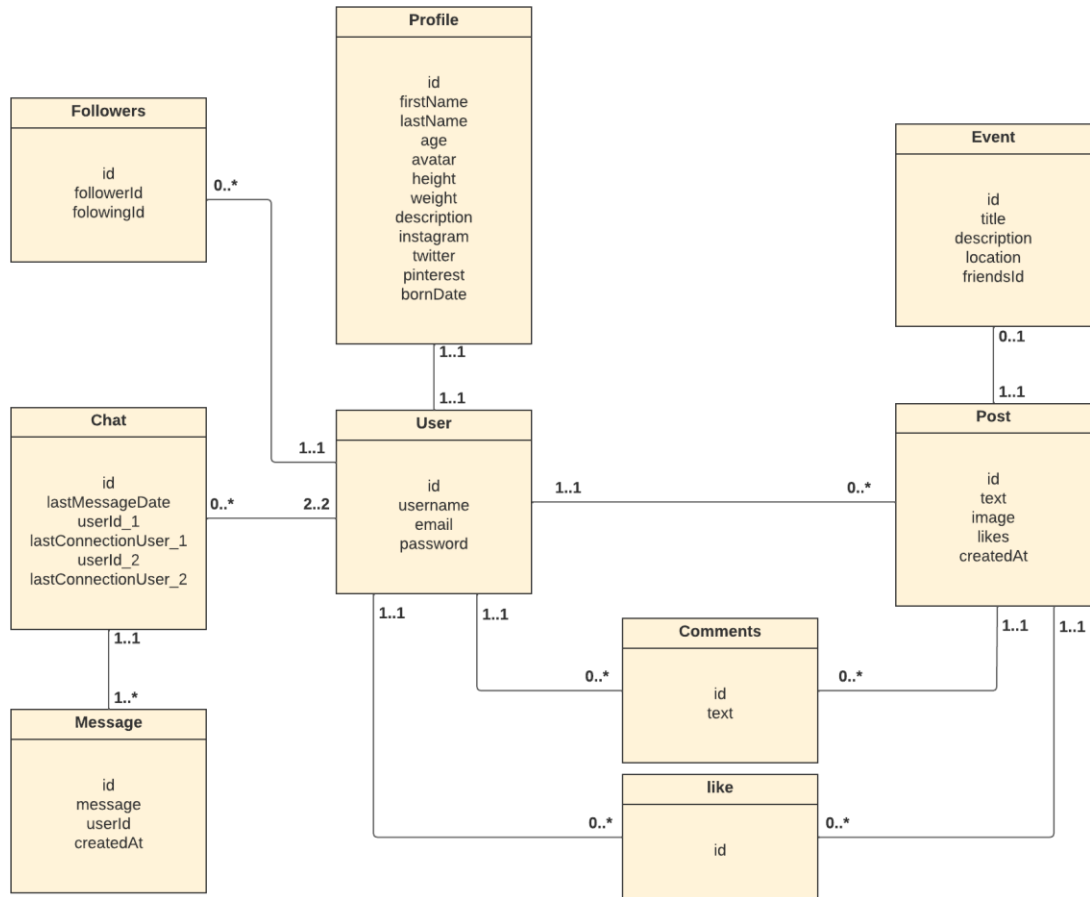 Profile
id
firstName
lastName
age
avatar
height
weight
description
instagram
twitter
pinterest
bornDate
Followers
id
followerId
folowingId
0..*
Event
id
title
description
location
friendsId
1..1
1..1
0..1
1..1
Chat
id
lastMessageDate
userId_1
lastConnectionUser_1
userId_2
lastConnectionUser_2
User
id
username
email
password
Post
id
text
image
likes
createdAt
1..1
0..*
2..2
1..1
0..*
1..1
1..*
1..1
1..1
1..1
1..1
Comments
id
text
0..*
0..*
Message
id
message
userId
createdAt
like
id
0..*
0..*